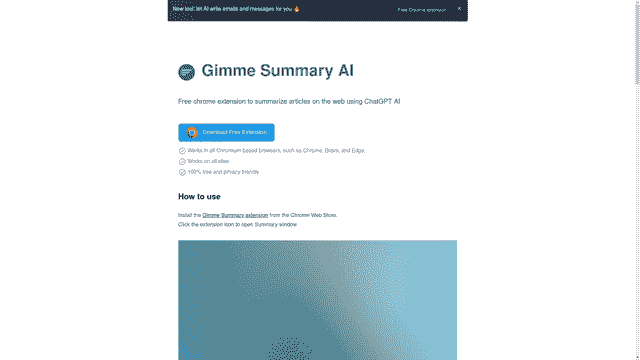 New tool: let AI write emails and messages for you 🔥
Free Chrome extension
×
Gimme Summary AI
Free chrome extension to summarize articles on the web using ChatGPT AI
Download Free Extension
Works in all Chromium based browsers, such as Chrome, Brave, and Edge,
Works on all sites
100% free and privacy friendly
How to use
Install the Gimme Summary extension from the Chrome Web Store.
Click the extension icon to open Summary window